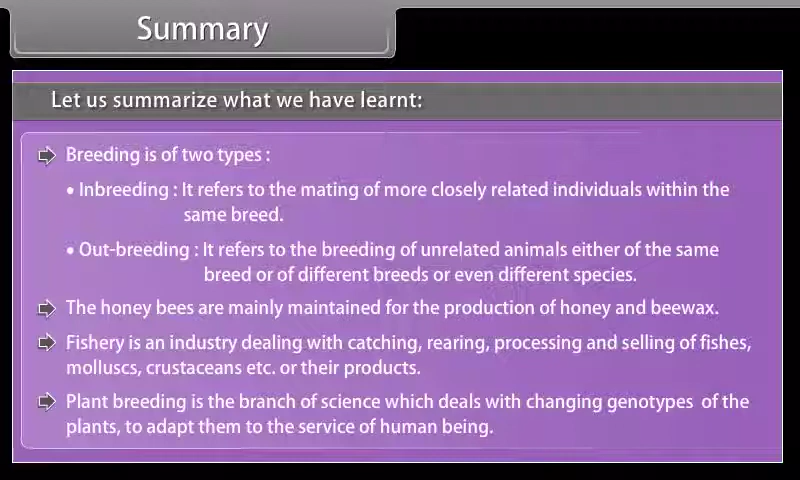 Summary
Let us summarize what we have learnt:
Breeding is of two types :
• Inbreeding : It refers to the mating of more closely related individuals within the
same breed.
• Out-breeding : It refers to the breeding of unrelated animals either of the same
breed or of different breeds or even different species.
The honey bees are mainly maintained for the production of honey and beewax.
Fishery is an industry dealing with catching, rearing, processing and selling of fishes,
molluscs, crustaceans etc. or their products.
Plant breeding is the branch of science which deals with changing genotypes of the
plants, to adapt them to the service of human being.